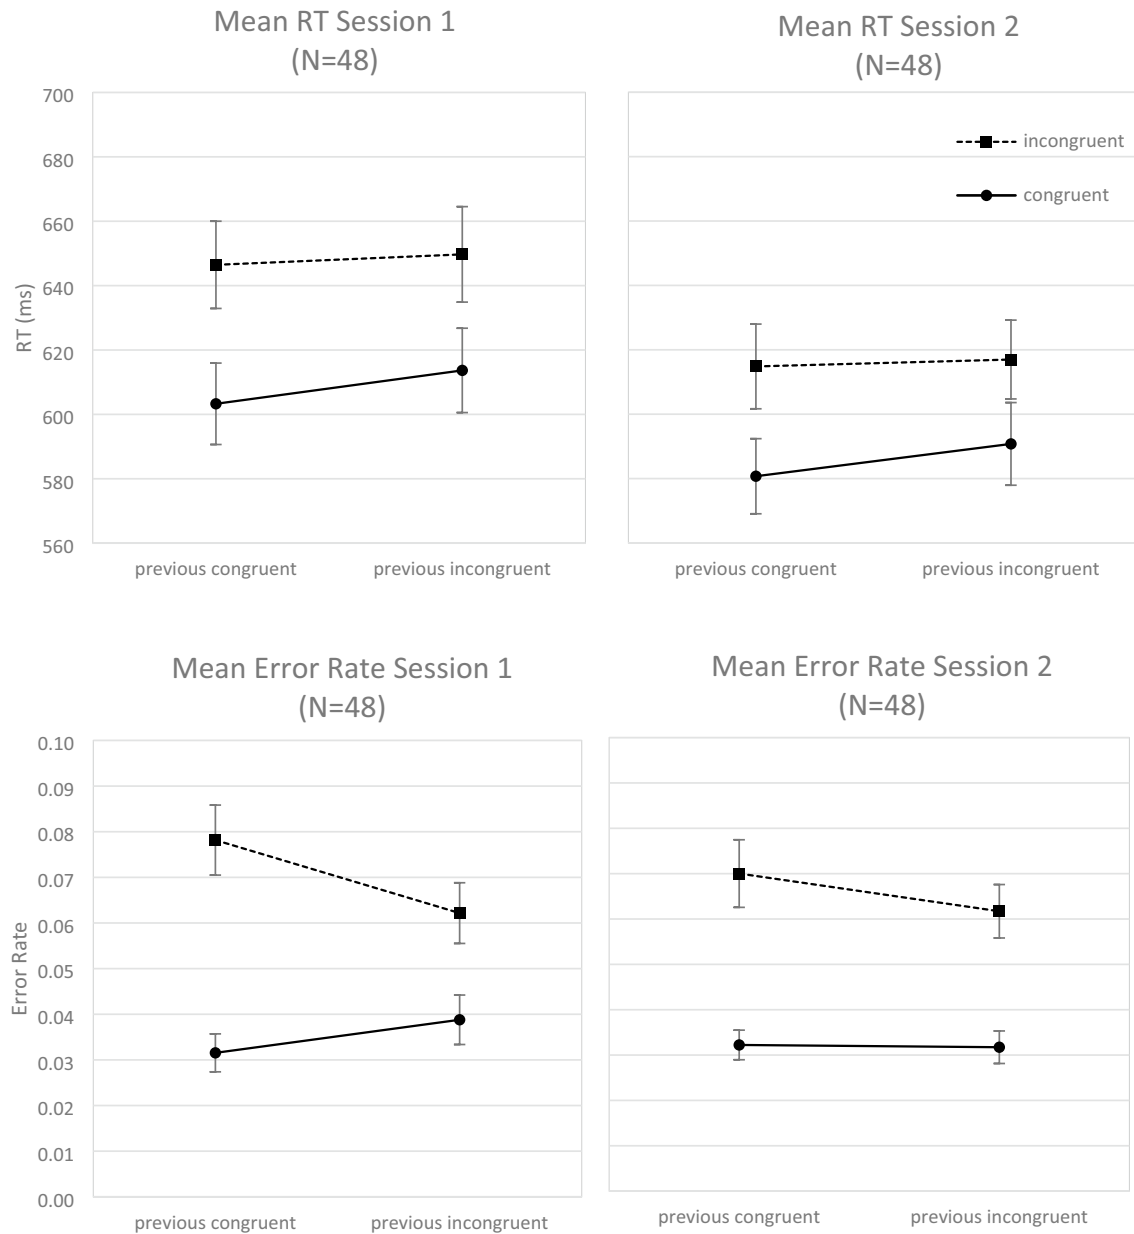 Mean RT Session 1
(N=48)
Mean RT Session 2
(N=48)
700
680
660
640
620
600
580
560
RT (ms)
incongruent
congruent
previous congruent
previous incongruent
previous congruent
previous incongruent
Mean Error Rate Session 1
(N=48)
Mean Error Rate Session 2
(N=48)
0.10
0.09
0.08
0.07
0.06
0.05
0.04
0.03
0.02
0.01
0.00
Error Rate
previous congruent
previous incongruent
previous congruent
previous incongruent